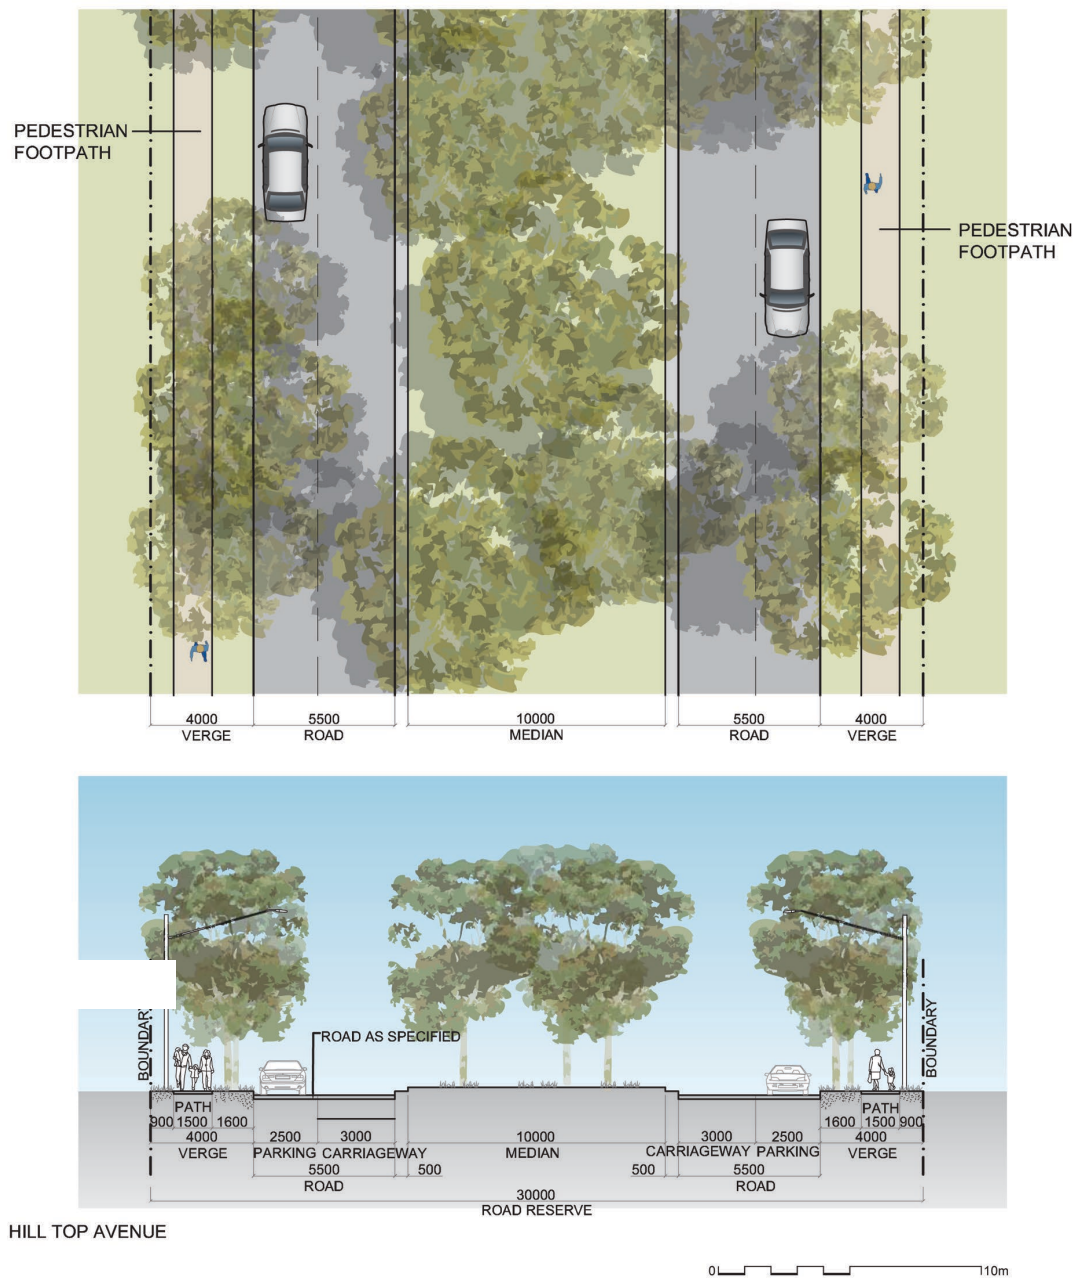 PEDESTRIAN
FOOTPATH
PEDESTRIAN
FOOTPATH
4000 5500 10000 5500 4000
VERGE ROAD MEDIAN ROAD VERGE
ROAD AS SPECIFIED
BOUNDARY
BOUNDARY
PATH PATH
900 1500 1600 1600 1500 900
4000 2500 3000 10000 3000 2500 4000
VERGE PARKING CARRIAGEWAY MEDIAN CARRIAGEWAY PARKING VERGE
5500 500 500 5500
ROAD ROAD
30000
ROAD RESERVE
HILL TOP AVENUE
0 10m